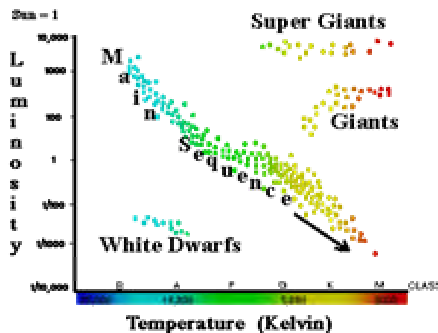 Sun = 1
Super Giants
Luminosity
10,000
1000
100
1
1/100
1/1000
1/10,000
Main Sequence
Giants
White Dwarfs
B A F G K M CLASS
Temperature (Kelvin)